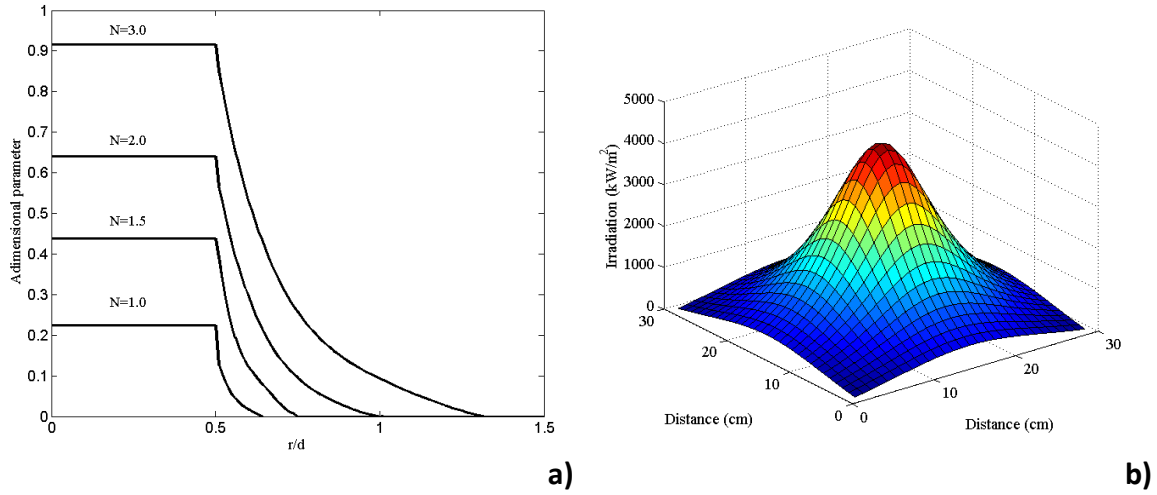 1
0.9
0.8
0.7
0.6
0.5
0.4
0.3
0.2
0.1
0
Adimensional parameter
N=3.0
N=2.0
N=1.5
N=1.0
0
0.5
1
1.5
r/d
a)
5000
4000
3000
2000
1000
0
Irradiation (kW/m²)
30
20
10
0
Distance (cm)
0
10
20
30
Distance (cm)
b)